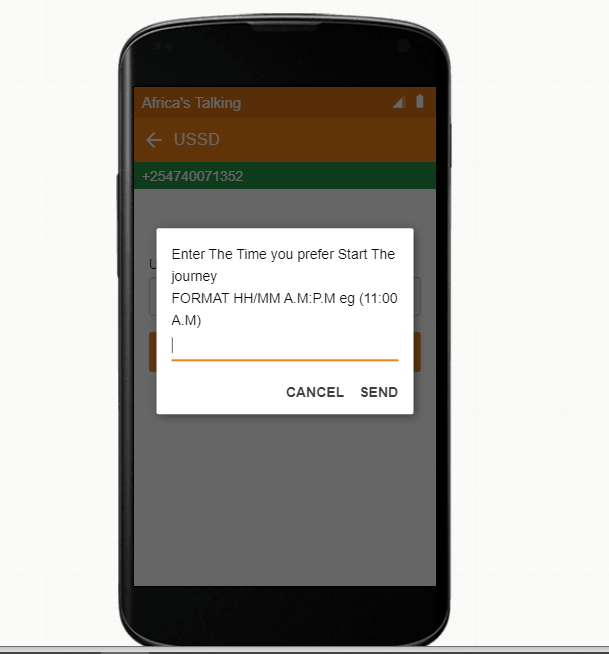 Africa's Talking
USSD
+254740071352
U
Enter The Time you prefer Start The
journey
FORMAT HH/MM A.M:P.M eg (11:00
A.M)
CANCEL SEND